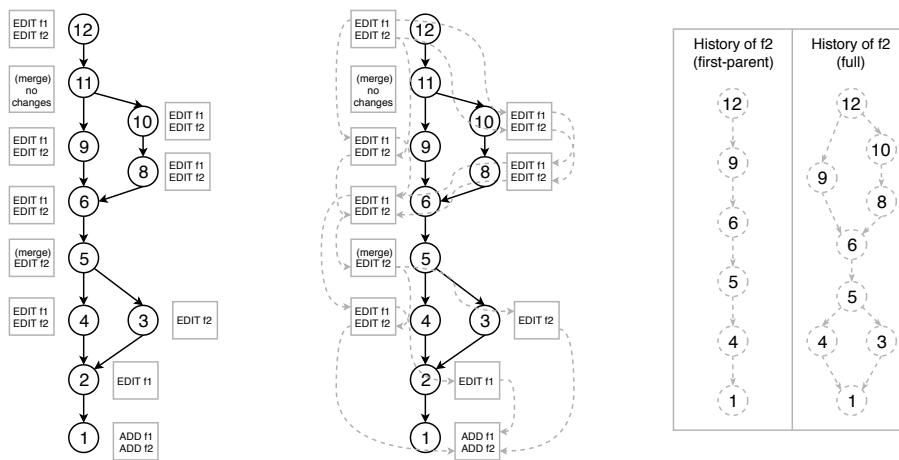 EDIT f1
EDIT f2
12
(merge)
no
changes
11
10
EDIT f1
EDIT f2
EDIT f1
EDIT f2
9
8
EDIT f1
EDIT f2
EDIT f1
EDIT f2
6
(merge)
EDIT f2
5
EDIT f1
EDIT f2
4
3
EDIT f2
2
EDIT f1
1
ADD f1
ADD f2
EDIT f1
EDIT f2
12
(merge)
no
changes
11
10
EDIT f1
EDIT f2
EDIT f1
EDIT f2
9
8
EDIT f1
EDIT f2
EDIT f1
EDIT f2
6
(merge)
EDIT f2
5
EDIT f1
EDIT f2
4
3
EDIT f2
2
EDIT f1
1
ADD f1
ADD f2
History of f2
(first-parent)
12
9
6
5
4
1
History of f2
(full)
12
10
9
8
6
5
4
3
1